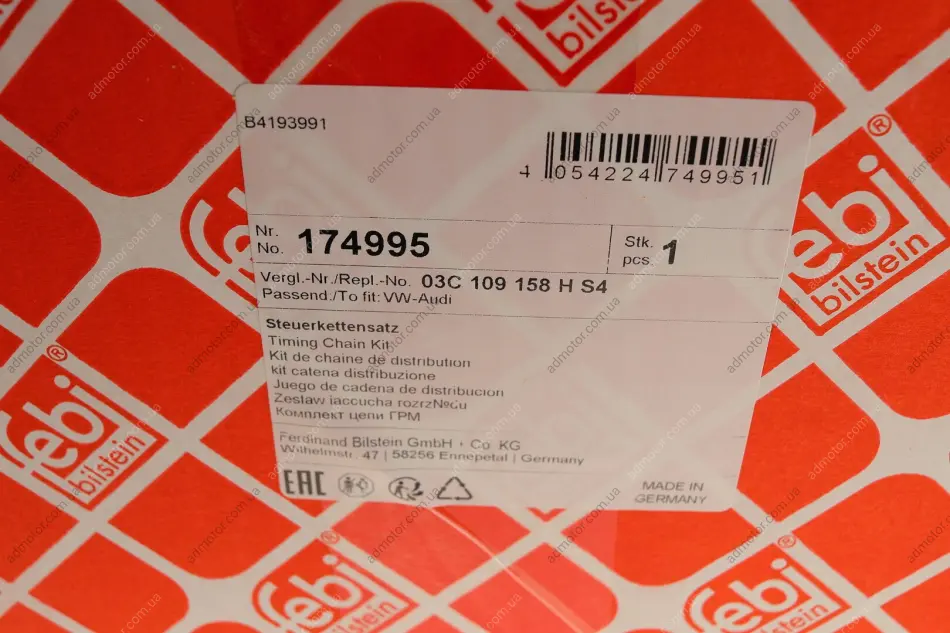 B4193991
4 054224 749951
Nr.
No. 174995
Stk.
pcs. 1
Vergl.-Nr./Repl.-No. 03C 109 158 H S4
Passend./To fit: VW-Audi
Steuerkettensatz
Timing Chain Kit
Kit de chaine de distribution
kit catena distribuzione
Juego de cadena de distribucion
Zestaw iaccucha rozrz№du
Комплект цепи ГРМ
Ferdinand Bilstein GmbH + Co. KG
Wilhelmstr. 47 | 58256 Ennepetal | Germany
EAC
MADE IN
GERMANY
bilstein
febi ®
bilstein
febi ®
bilstein
febi ®
bilstein
febi ®
bilstein
admotor.com.ua